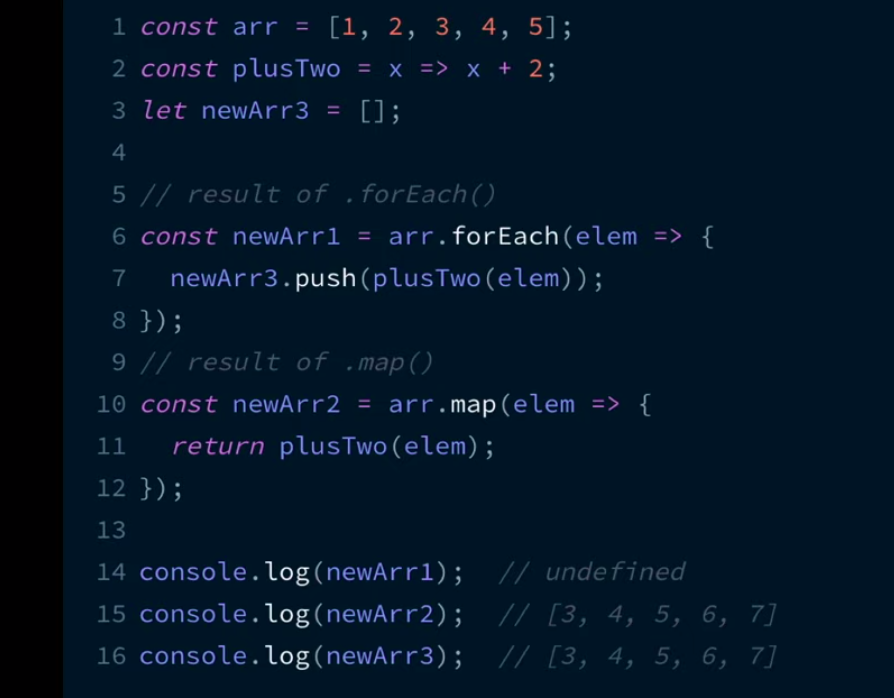 1 const arr = [1, 2, 3, 4, 5];
2 const plusTwo = x => x + 2;
3 let newArr3 = [];
4
5 // result of .forEach()
6 const newArr1 = arr.forEach(elem => {
7   newArr3.push(plusTwo(elem));
8 });
9 // result of .map()
10 const newArr2 = arr.map(elem => {
11   return plusTwo(elem);
12 });
13
14 console.log(newArr1);  // undefined
15 console.log(newArr2);  // [3, 4, 5, 6, 7]
16 console.log(newArr3);  // [3, 4, 5, 6, 7]